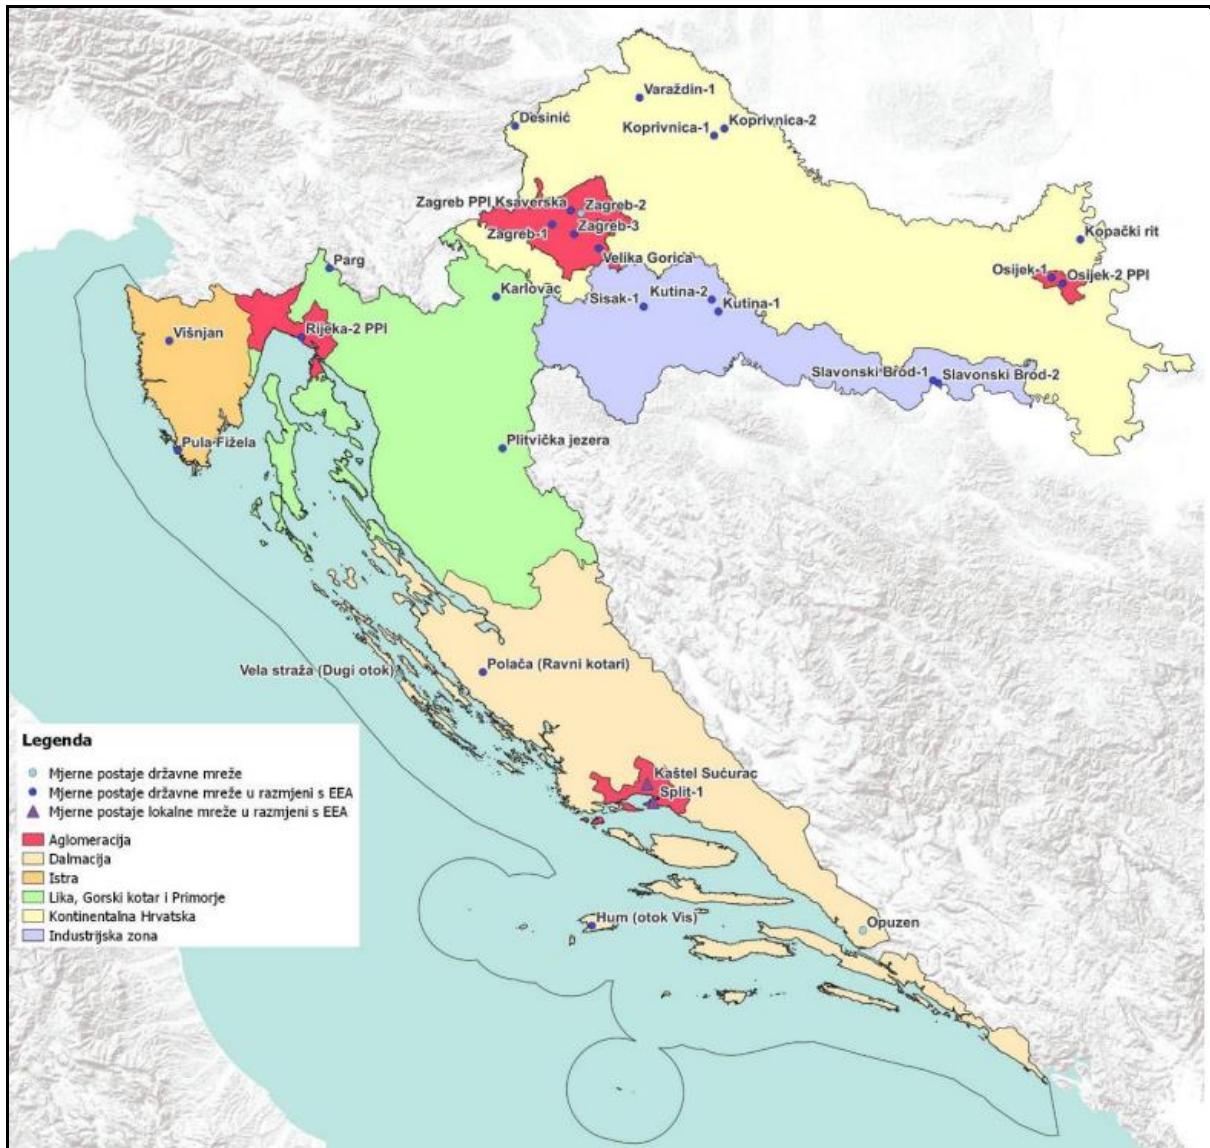 Varaždin-1
Desinić
Koprivnica-1
Koprivnica-2
Zagreb PPI Ksaverska
Zagreb-2
Zagreb-1
Zagreb-3
Velika Gorica
Kopački rit
Osijek-1
Osijek-2 PPI
Parg
Karlovac
Sisak-1
Kutina-2
Kutina-1
Višnjan
Rijeka-2 PPI
Slavonski Brod-1
Slavonski Brod-2
Pula Fižela
Plitvička jezera
Vela straža (Dugi otok)
Polača (Ravni kotari)
Kaštel Sućurac
Split-1
Hum (otok Vis)
Opuzen
Legenda
Mjerne postaje državne mreže
Mjerne postaje državne mreže u razmjeni s EEA
Mjerne postaje lokalne mreže u razmjeni s EEA
Aglomeracija
Dalmacija
Istra
Lika, Gorski kotar i Primorje
Kontinentalna Hrvatska
Industrijska zona